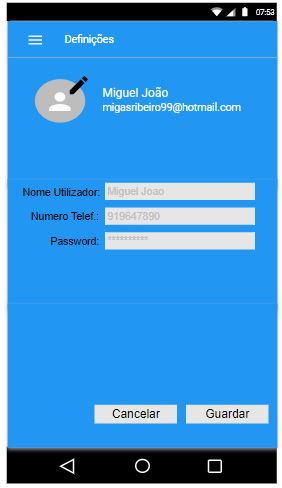 07:53
Definições
Miguel João
migasribeiro99@hotmail.com
Nome Utilizador: Miguel Joao
Numero Telef.: 919647890
Password: **********
Cancelar Guardar